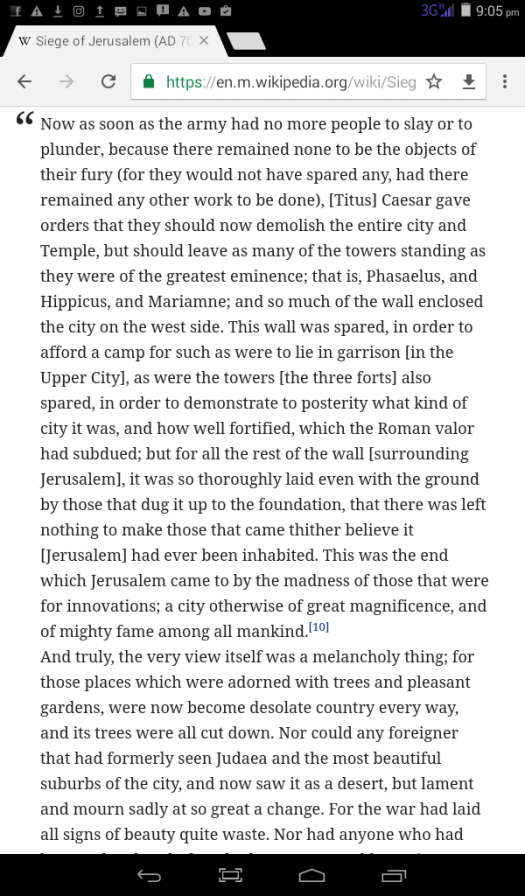 3G H 9:05 pm
W Siege of Jerusalem (AD 70 ×
https://en.m.wikipedia.org/wiki/Sieg
“ Now as soon as the army had no more people to slay or to
plunder, because there remained none to be the objects of
their fury (for they would not have spared any, had there
remained any other work to be done), [Titus] Caesar gave
orders that they should now demolish the entire city and
Temple, but should leave as many of the towers standing as
they were of the greatest eminence; that is, Phasaelus, and
Hippicus, and Mariamne; and so much of the wall enclosed
the city on the west side. This wall was spared, in order to
afford a camp for such as were to lie in garrison [in the
Upper City], as were the towers [the three forts] also
spared, in order to demonstrate to posterity what kind of
city it was, and how well fortified, which the Roman valor
had subdued; but for all the rest of the wall [surrounding
Jerusalem], it was so thoroughly laid even with the ground
by those that dug it up to the foundation, that there was left
nothing to make those that came thither believe it
[Jerusalem] had ever been inhabited. This was the end
which Jerusalem came to by the madness of those that were
for innovations; a city otherwise of great magnificence, and
of mighty fame among all mankind.[10]
And truly, the very view itself was a melancholy thing; for
those places which were adorned with trees and pleasant
gardens, were now become desolate country every way,
and its trees were all cut down. Nor could any foreigner
that had formerly seen Judaea and the most beautiful
suburbs of the city, and now saw it as a desert, but lament
and mourn sadly at so great a change. For the war had laid
all signs of beauty quite waste. Nor had anyone who had